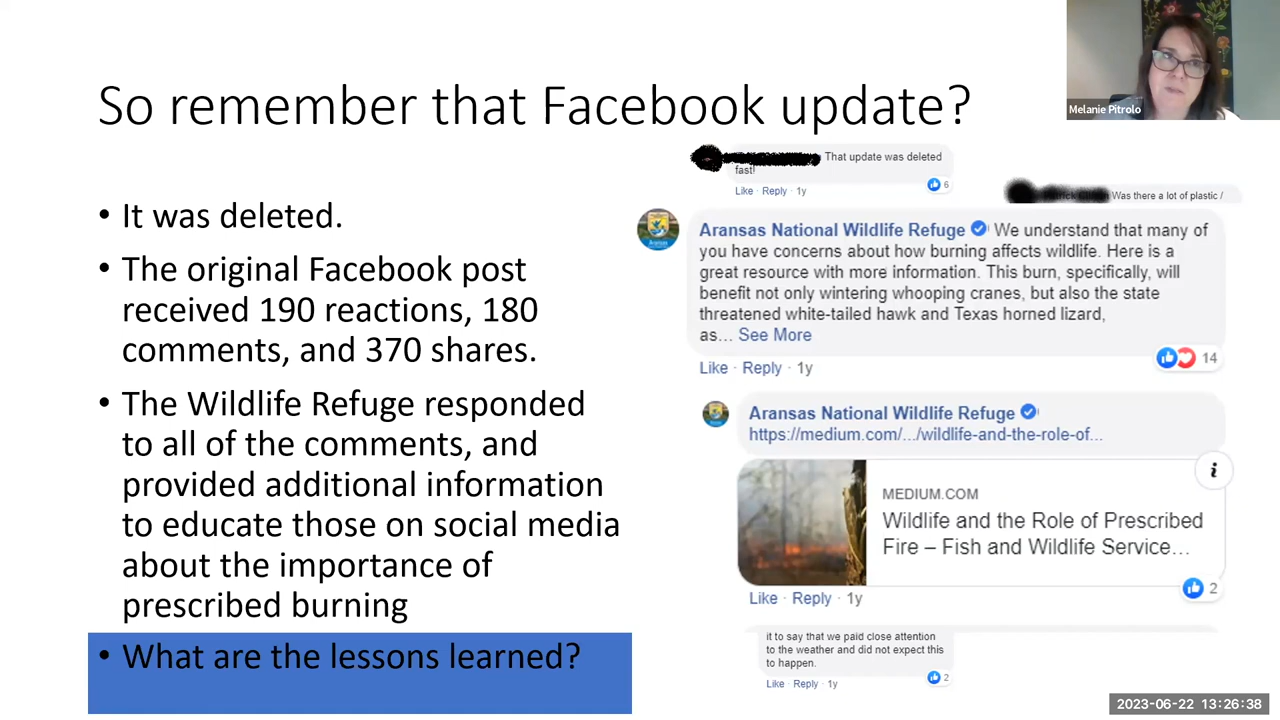 So remember that Facebook update?
Melanie Pitrolo
• It was deleted.
• The original Facebook post
received 190 reactions, 180
comments, and 370 shares.
• The Wildlife Refuge responded
to all of the comments, and
provided additional information
to educate those on social media
about the importance of
prescribed burning
• What are the lessons learned?
That update was deleted
fast!
Like · Reply · 1y
6
Was there a lot of plastic /
Aransas National Wildlife Refuge We understand that many of
you have concerns about how burning affects wildlife. Here is a
great resource with more information. This burn, specifically, will
benefit not only wintering whooping cranes, but also the state
threatened white-tailed hawk and Texas horned lizard,
as... See More
14
Like · Reply · 1y
Aransas National Wildlife Refuge
https://medium.com/.../wildlife-and-the-role-of...
MEDIUM.COM
Wildlife and the Role of Prescribed
Fire – Fish and Wildlife Service...
2
Like · Reply · 1y
it to say that we paid close attention
to the weather and did not expect this
to happen.
2
Like · Reply · 1y
2023-06-22 13:26:38